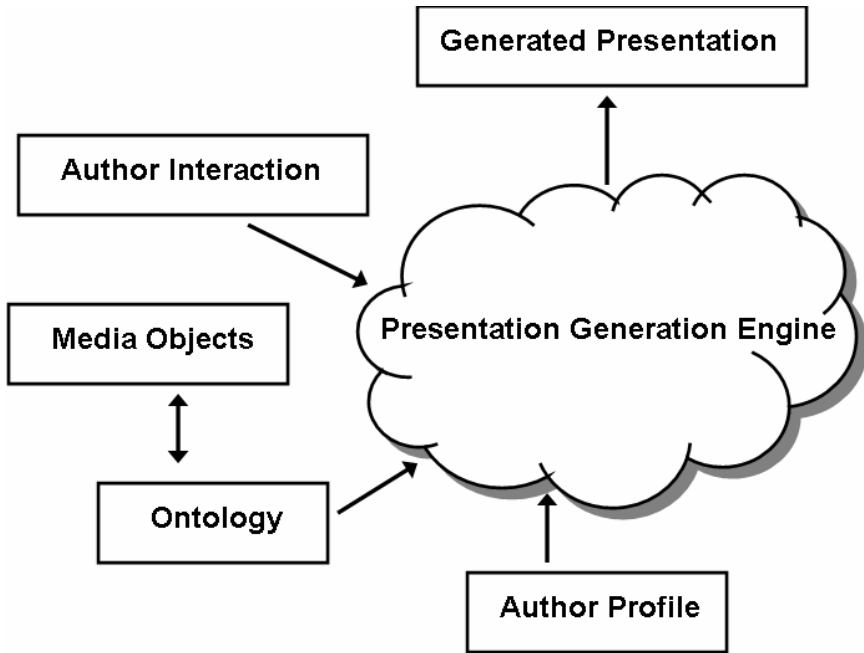 Generated Presentation
Author Interaction
Presentation Generation Engine
Media Objects
Ontology
Author Profile